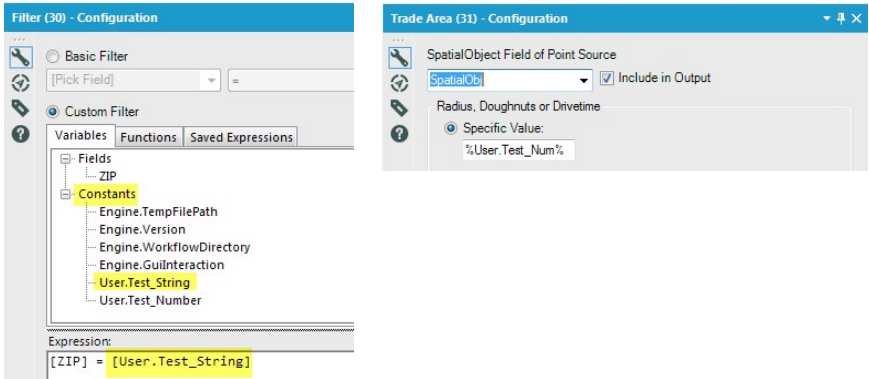 Filter (30) - Configuration
Basic Filter
[Pick Field]
=
Custom Filter
Variables
Functions
Saved Expressions
Fields
ZIP
Constants
Engine.TempFilePath
Engine.Version
Engine.WorkflowDirectory
Engine.GuiInteraction
User.Test_String
User.Test_Number
Expression:
[ZIP] = [User.Test_String]
Trade Area (31) - Configuration
SpatialObject Field of Point Source
SpatialObj
Include in Output
Radius, Doughnuts or Drivetime
Specific Value:
%User.Test_Num%